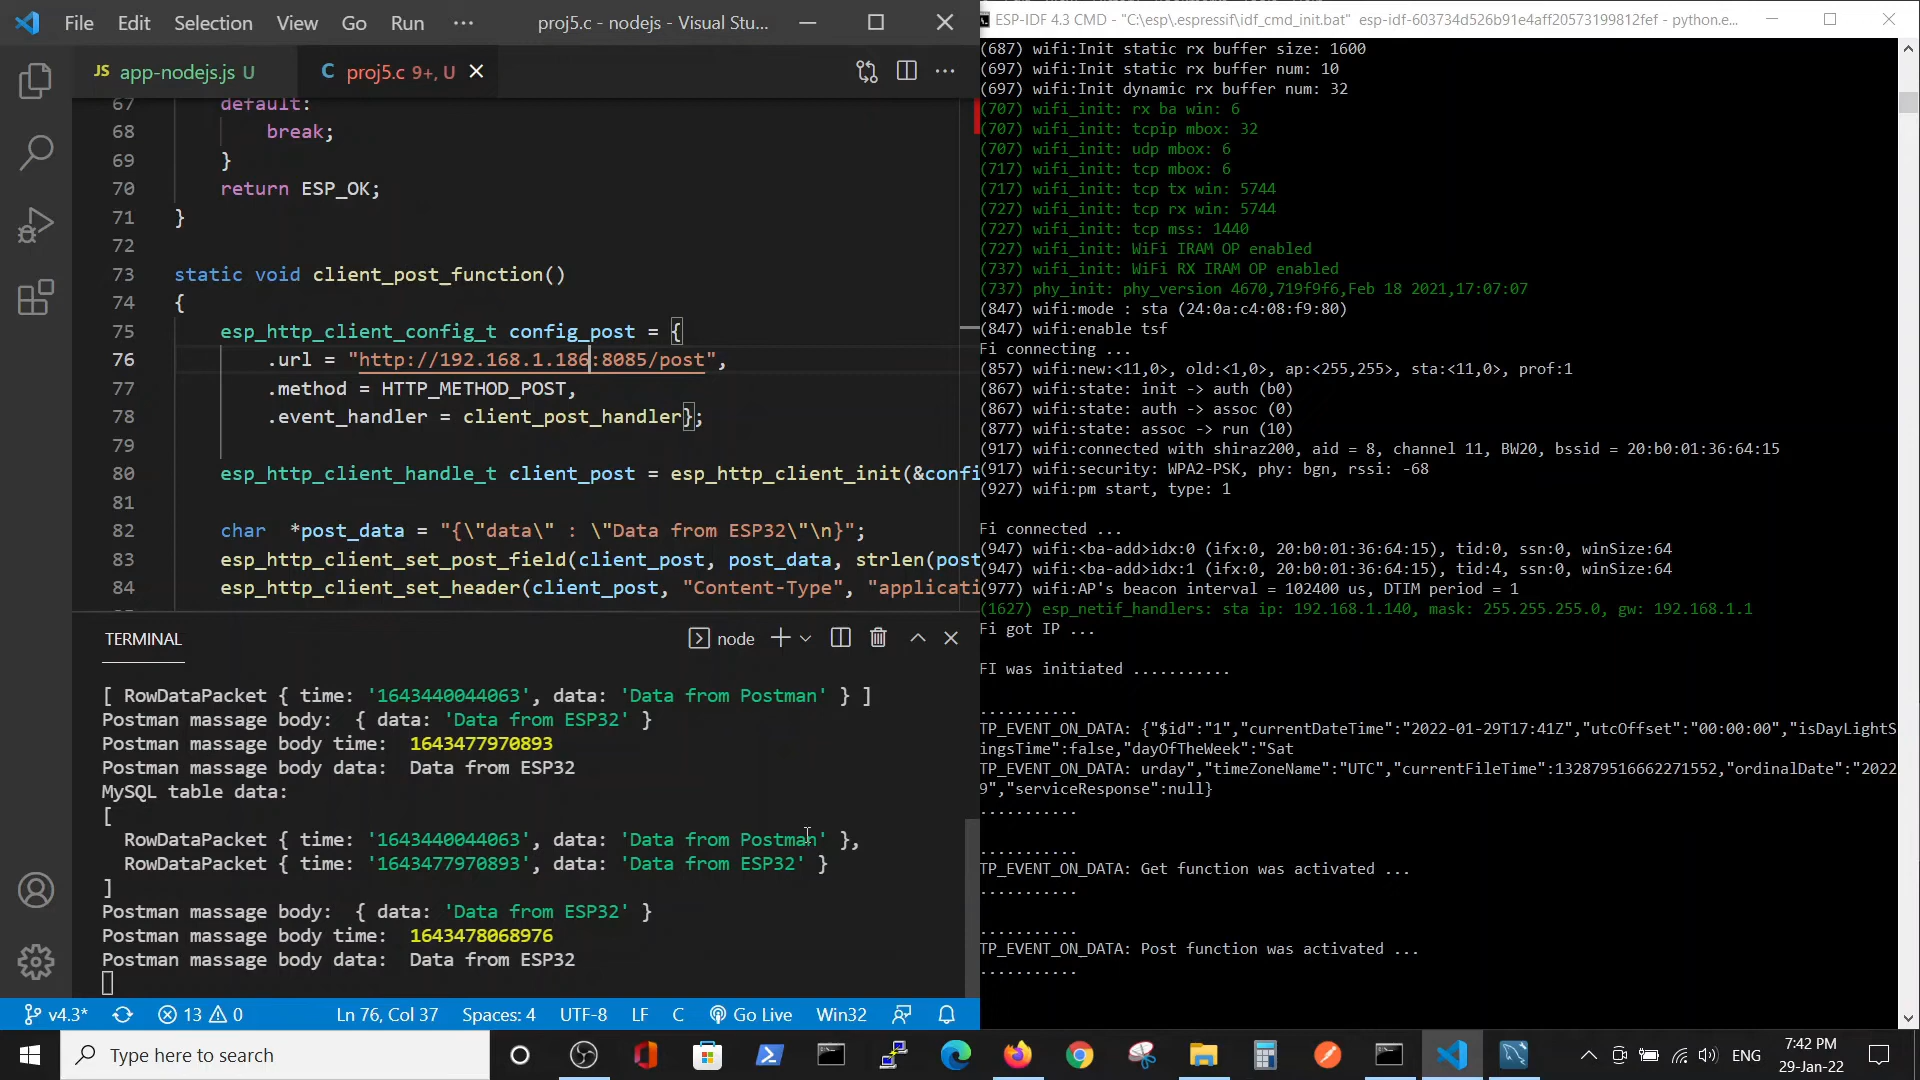 File Edit Selection View Go Run ··· proj5.c - nodejs - Visual Stu...
JS app-nodejs.js U
C proj5.c 9+, U
67 default:
68 break;
69 }
70 return ESP_OK;
71 }
72
73 static void client_post_function()
74 {
75 esp_http_client_config_t config_post = {
76 .url = "http://192.168.1.186:8085/post",
77 .method = HTTP_METHOD_POST,
78 .event_handler = client_post_handler};
79
80 esp_http_client_handle_t client_post = esp_http_client_init(&confi
81
82 char *post_data = "{\"data\" : \"Data from ESP32\"\n}";
83 esp_http_client_set_post_field(client_post, post_data, strlen(post
84 esp_http_client_set_header(client_post, "Content-Type", "applicati
TERMINAL
node
[ RowDataPacket { time: '1643440044063', data: 'Data from Postman' } ]
Postman massage body:  { data: 'Data from ESP32' }
Postman massage body time:  1643477970893
Postman massage body data:  Data from ESP32
MySQL table data:
[
RowDataPacket { time: '1643440044063', data: 'Data from Postman' },
RowDataPacket { time: '1643477970893', data: 'Data from ESP32' }
]
Postman massage body:  { data: 'Data from ESP32' }
Postman massage body time:  1643478068976
Postman massage body data:  Data from ESP32
v4.3* 13 0 Ln 76, Col 37 Spaces: 4 UTF-8 LF C Go Live Win32
ESP-IDF 4.3 CMD - "C:\esp\.espressif\idf_cmd_init.bat"  esp-idf-603734d526b91e4aff20573199812fef - python.e...
(687) wifi:Init static rx buffer size: 1600
(697) wifi:Init static rx buffer num: 10
(697) wifi:Init dynamic rx buffer num: 32
(707) wifi_init: rx ba win: 6
(707) wifi_init: tcpip mbox: 32
(707) wifi_init: udp mbox: 6
(717) wifi_init: tcp mbox: 6
(717) wifi_init: tcp tx win: 5744
(727) wifi_init: tcp rx win: 5744
(727) wifi_init: tcp mss: 1440
(727) wifi_init: WiFi IRAM OP enabled
(737) wifi_init: WiFi RX IRAM OP enabled
(737) phy_init: phy_version 4670,719f9f6,Feb 18 2021,17:07:07
(847) wifi:mode : sta (24:0a:c4:08:f9:80)
(847) wifi:enable tsf
Fi connecting ...
(857) wifi:new:<11,0>, old:<1,0>, ap:<255,255>, sta:<11,0>, prof:1
(867) wifi:state: init -> auth (b0)
(867) wifi:state: auth -> assoc (0)
(877) wifi:state: assoc -> run (10)
(917) wifi:connected with shiraz200, aid = 8, channel 11, BW20, bssid = 20:b0:01:36:64:15
(917) wifi:security: WPA2-PSK, phy: bgn, rssi: -68
(927) wifi:pm start, type: 1
Fi connected ...
(947) wifi:<ba-add>idx:0 (ifx:0, 20:b0:01:36:64:15), tid:0, ssn:0, winSize:64
(947) wifi:<ba-add>idx:1 (ifx:0, 20:b0:01:36:64:15), tid:4, ssn:0, winSize:64
(977) wifi:AP's beacon interval = 102400 us, DTIM period = 1
(1627) esp_netif_handlers: sta ip: 192.168.1.140, mask: 255.255.255.0, gw: 192.168.1.1
Fi got IP ...
FI was initiated ...........
...........
TP_EVENT_ON_DATA: {"$id":"1","currentDateTime":"2022-01-29T17:41Z","utcOffset":"00:00:00","isDayLightS
ingsTime":false,"dayOfTheWeek":"Sat
TP_EVENT_ON_DATA: urday","timeZoneName":"UTC","currentFileTime":132879516662271552,"ordinalDate":"2022
9","serviceResponse":null}
...........
...........
TP_EVENT_ON_DATA: Get function was activated ...
...........
...........
TP_EVENT_ON_DATA: Post function was activated ...
...........
Type here to search
ENG
7:42 PM
29-Jan-22